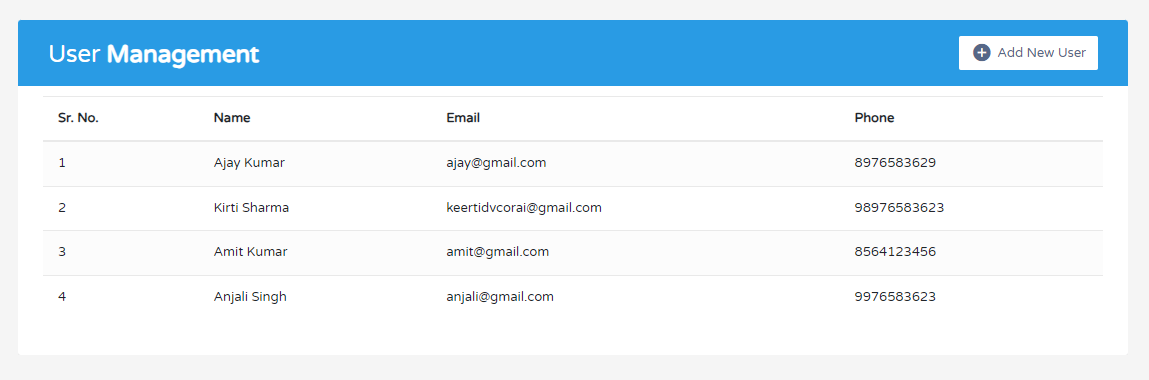 User Management
Add New User
Sr. No. Name Email Phone
1 Ajay Kumar ajay@gmail.com 8976583629
2 Kirti Sharma keertidvcorai@gmail.com 98976583623
3 Amit Kumar amit@gmail.com 8564123456
4 Anjali Singh anjali@gmail.com 9976583623